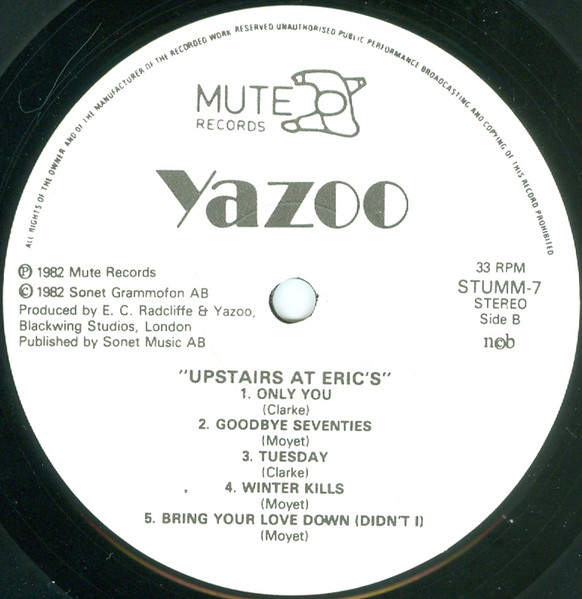 ALL RIGHTS OF THE OWNER AND OF THE MANUFACTURER OF THE RECORDED WORK RESERVED UNAUTHORISED PUBLIC PERFORMANCE BROADCASTING AND COPYING OF THIS RECORD PROHIBITED
MUTE
RECORDS
Yazoo
℗ 1982 Mute Records
© 1982 Sonet Grammofon AB
Produced by E. C. Radcliffe & Yazoo,
Blackwing Studios, London
Published by Sonet Music AB
33 RPM
STUMM-7
STEREO
Side B
n©b
"UPSTAIRS AT ERIC'S"
1. ONLY YOU
(Clarke)
2. GOODBYE SEVENTIES
(Moyet)
3. TUESDAY
(Clarke)
4. WINTER KILLS
(Moyet)
5. BRING YOUR LOVE DOWN (DIDN'T I)
(Moyet)